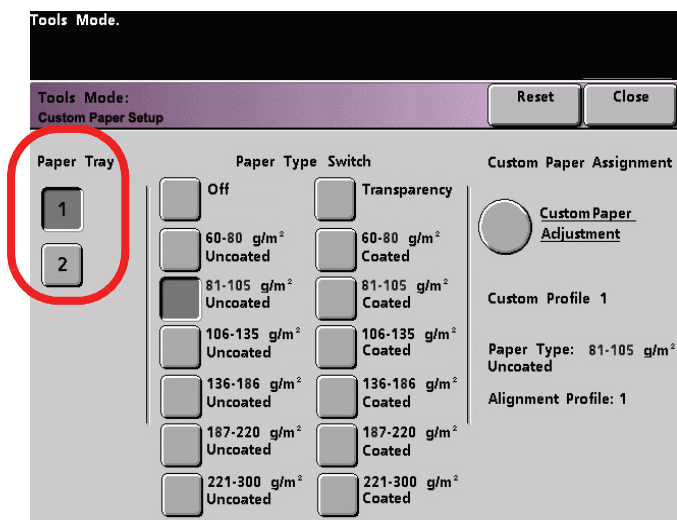 Tools Mode.
Tools Mode:
Custom Paper Setup
Reset
Close
Paper Tray
1
2
Paper Type Switch
Off
60-80 g/m²
Uncoated
81-105 g/m²
Uncoated
106-135 g/m²
Uncoated
136-186 g/m²
Uncoated
187-220 g/m²
Uncoated
221-300 g/m²
Uncoated
Transparency
60-80 g/m²
Coated
81-105 g/m²
Coated
106-135 g/m²
Coated
136-186 g/m²
Coated
187-220 g/m²
Coated
221-300 g/m²
Coated
Custom Paper Assignment
Custom Paper
Adjustment
Custom Profile 1
Paper Type: 81-105 g/m²
Uncoated
Alignment Profile: 1